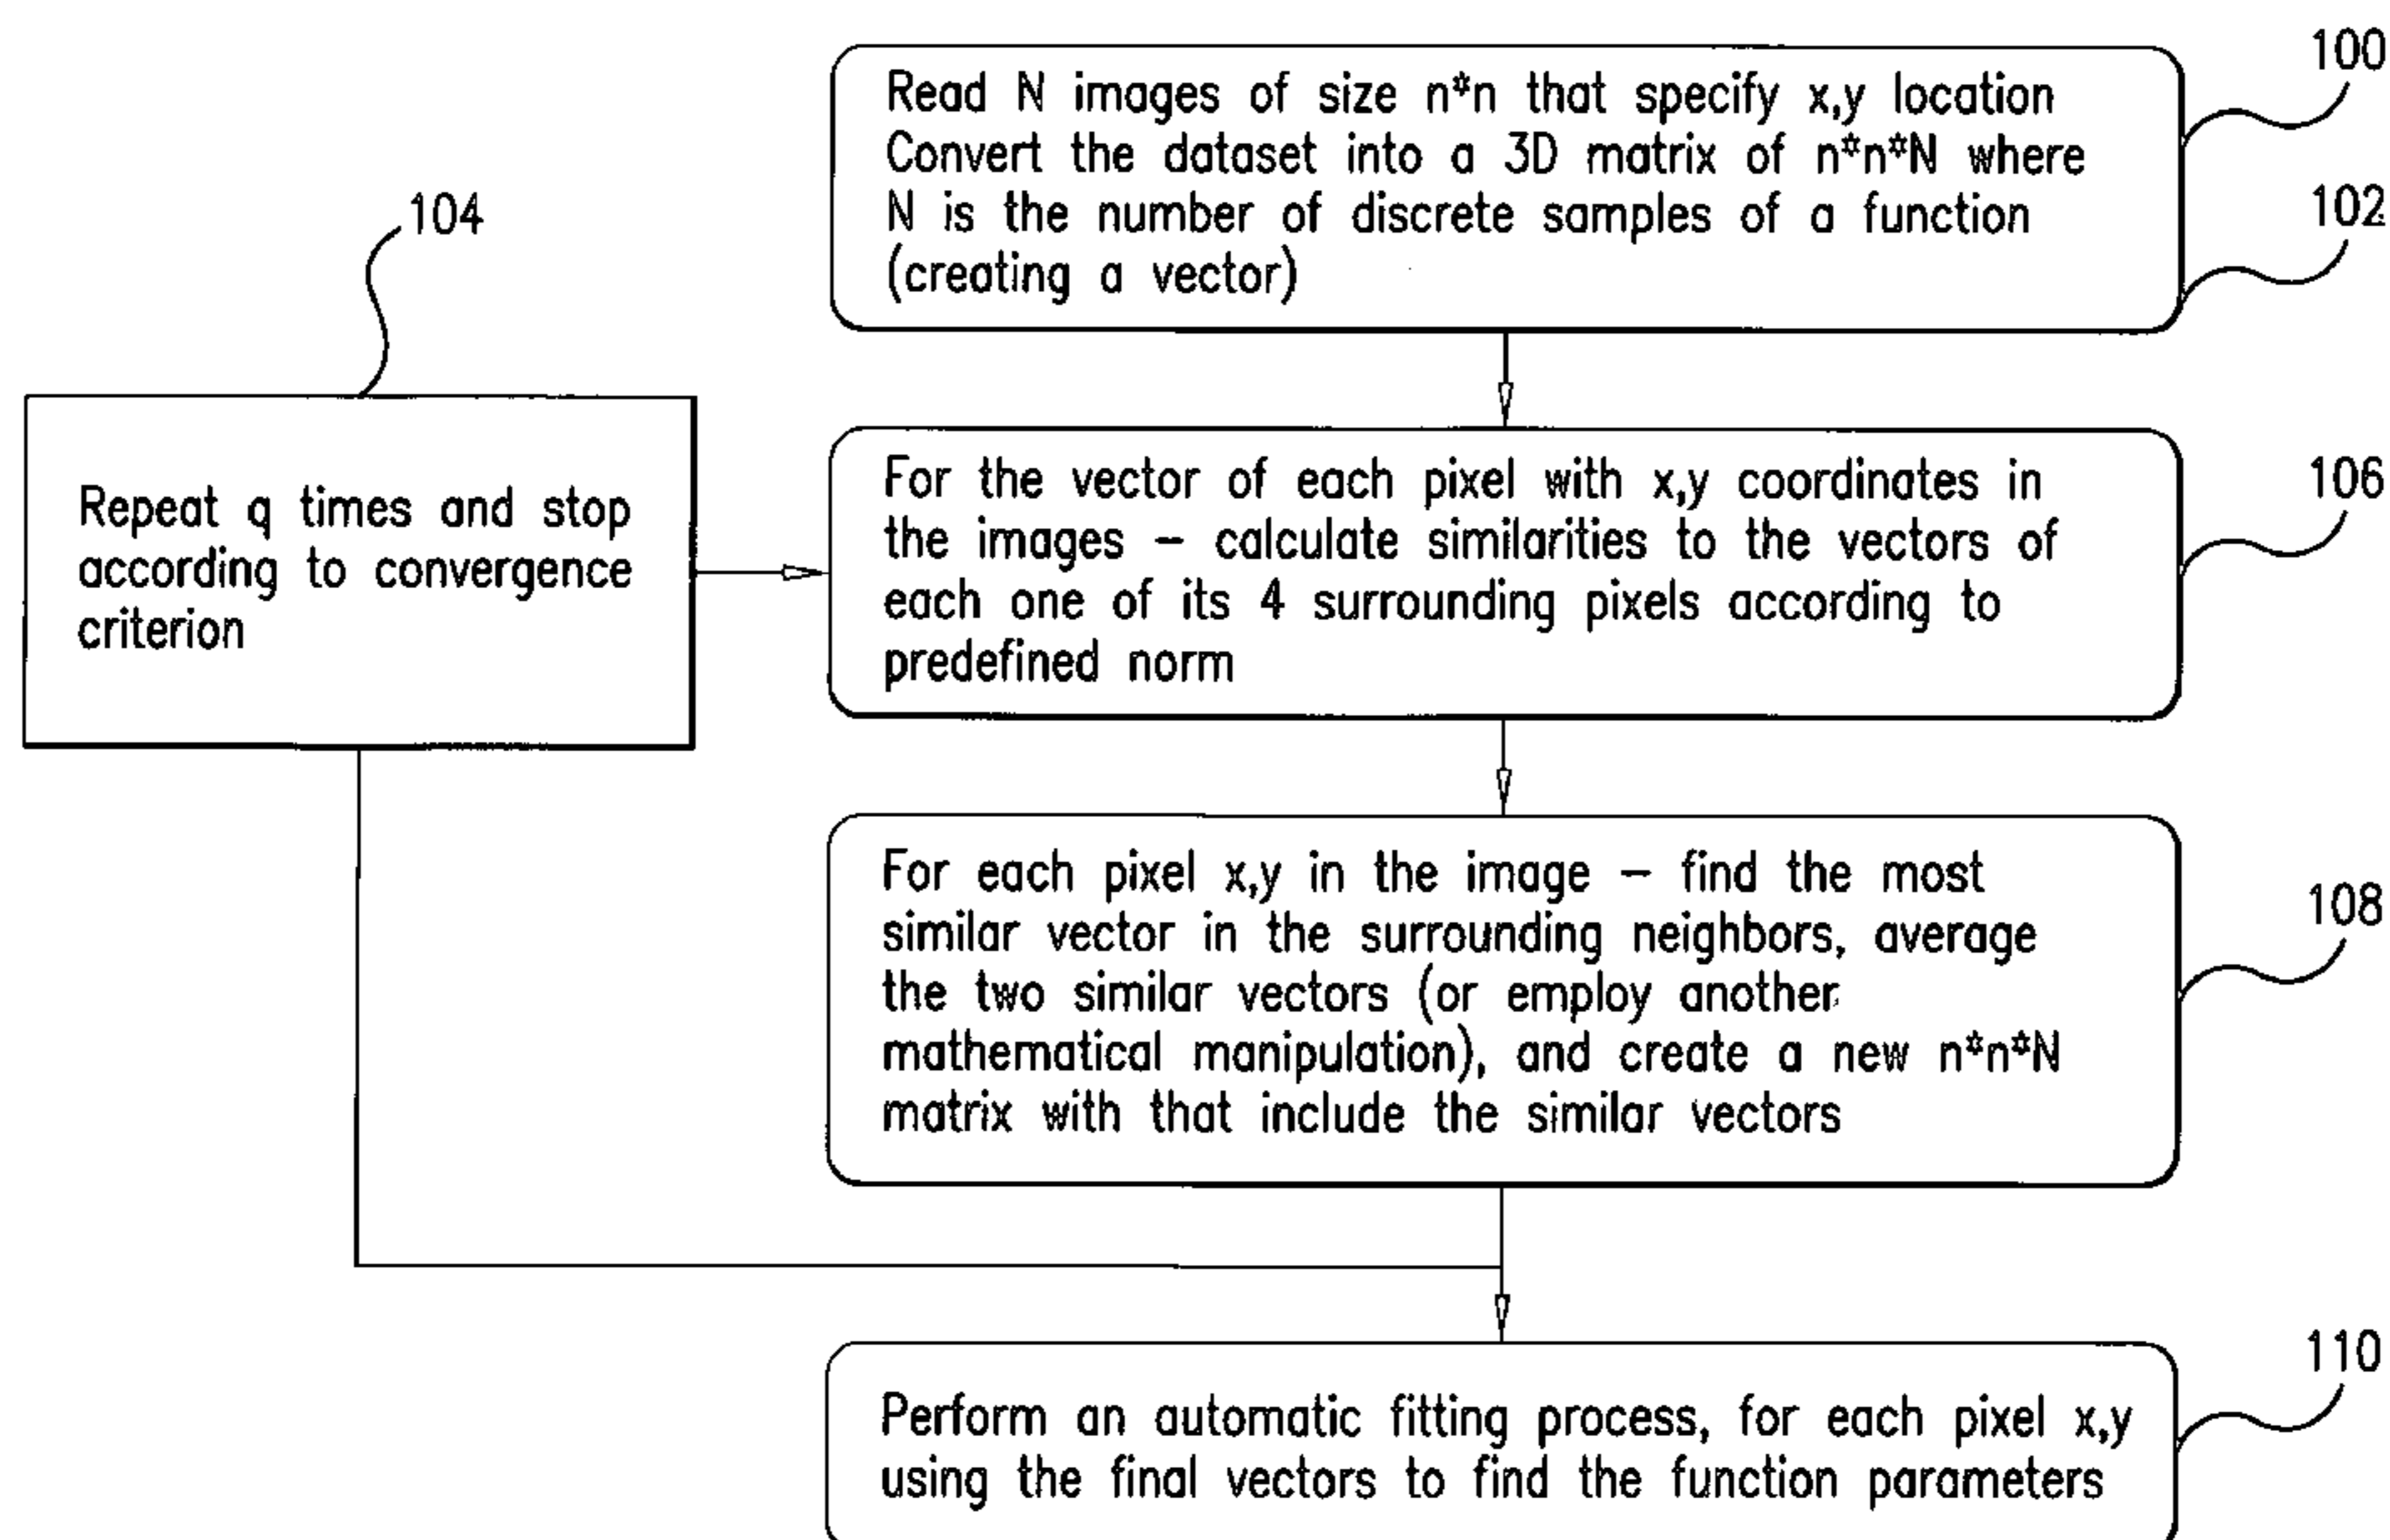 100
Read N images of size n*n that specify x,y location
Convert the dataset into a 3D matrix of n*n*N where
N is the number of discrete samples of a function
(creating a vector)
102
104
Repeat q times and stop
according to convergence
criterion
For the vector of each pixel with x,y coordinates in
the images – calculate similarities to the vectors of
each one of its 4 surrounding pixels according to
predefined norm
106
For each pixel x,y in the image – find the most
similar vector in the surrounding neighbors, average
the two similar vectors (or employ another
mathematical manipulation), and create a new n*n*N
matrix with that include the similar vectors
108
Perform an automatic fitting process, for each pixel x,y
using the final vectors to find the function parameters
110